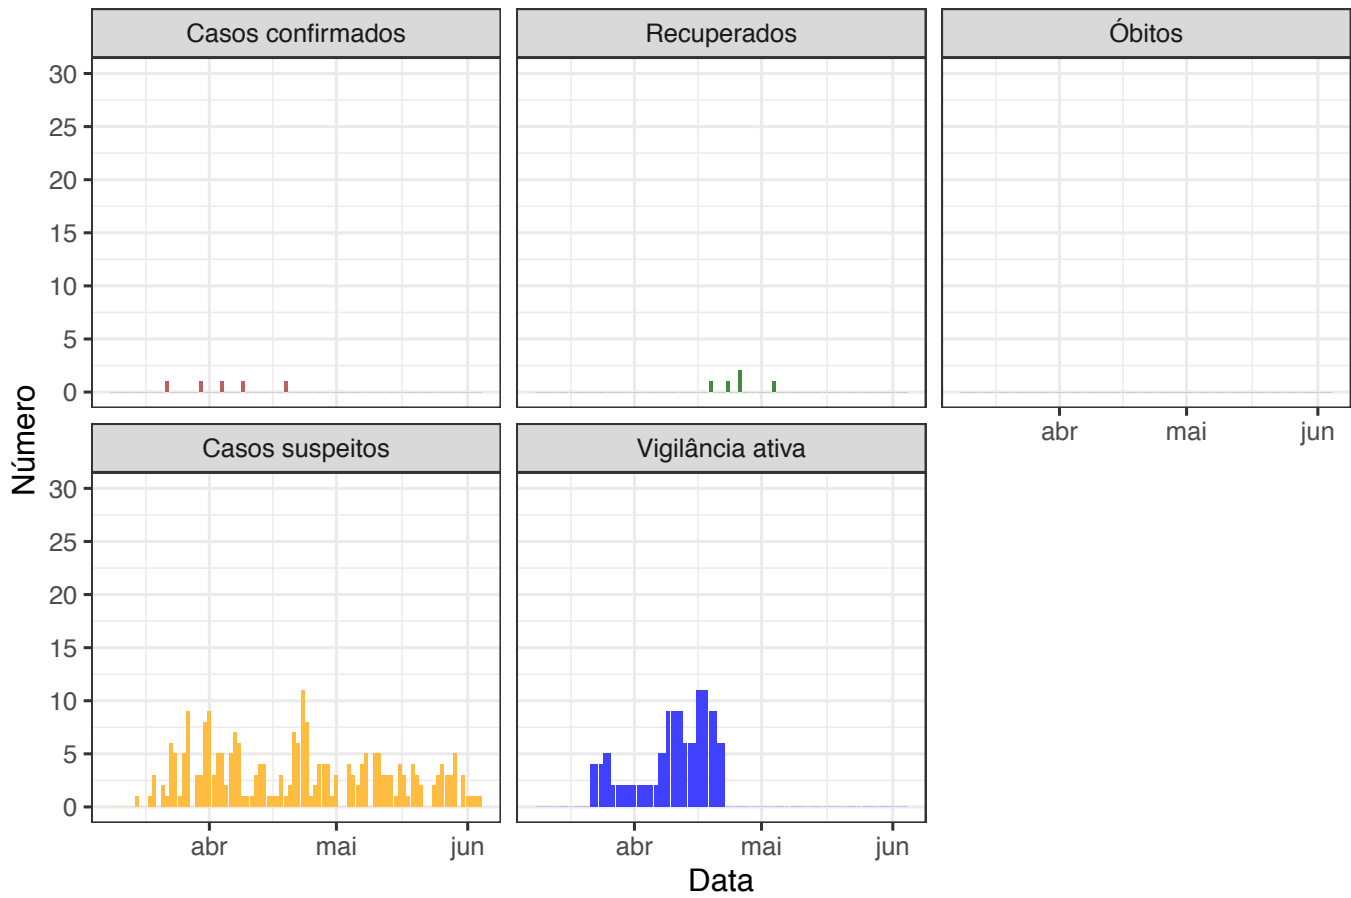 Casos confirmados
Recuperados
Óbitos
30
25
20
15
10
5
0
abr mai jun
Número
Casos suspeitos
Vigilância ativa
30
25
20
15
10
5
0
abr mai jun
abr mai jun
Data